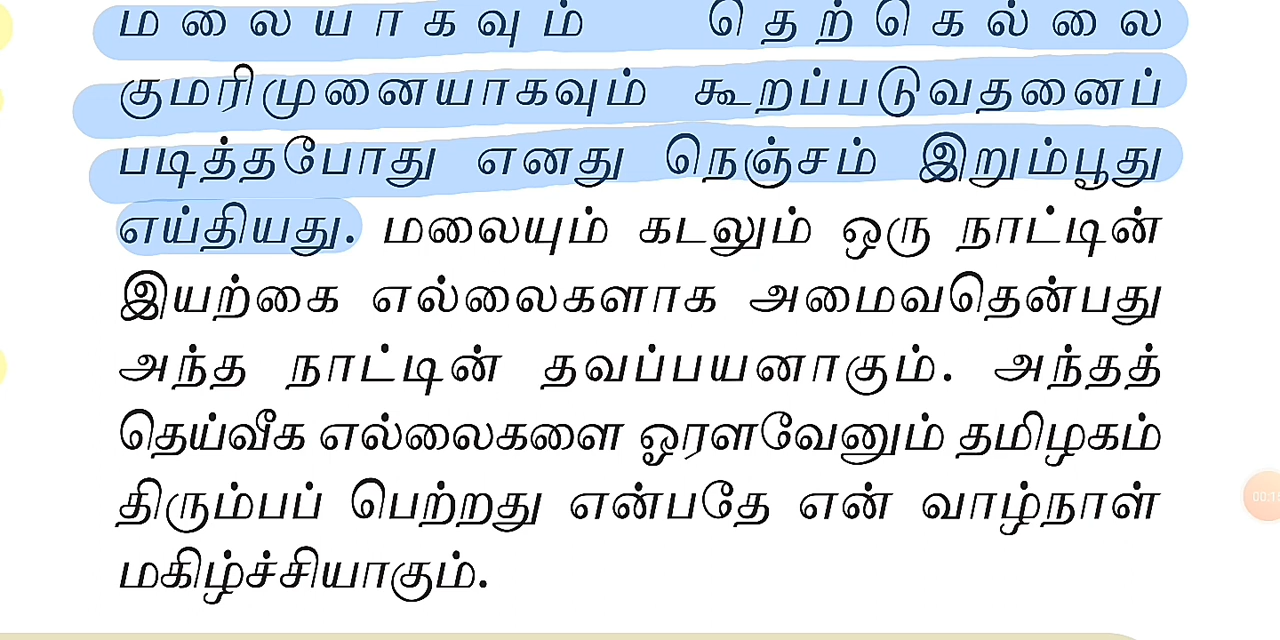 மலையாகவும் தெற்கெல்லை
குமரிமுனையாகவும் கூறப்படுவதனைப்
படித்தபோது எனது நெஞ்சம் இறும்பூது
எய்தியது. மலையும் கடலும் ஒரு நாட்டின்
இயற்கை எல்லைகளாக அமைவதென்பது
அந்த நாட்டின் தவப்பயனாகும். அந்தத்
தெய்வீக எல்லைகளை ஓரளவேனும் தமிழகம்
திரும்பப் பெற்றது என்பதே என் வாழ்நாள்
மகிழ்ச்சியாகும்.